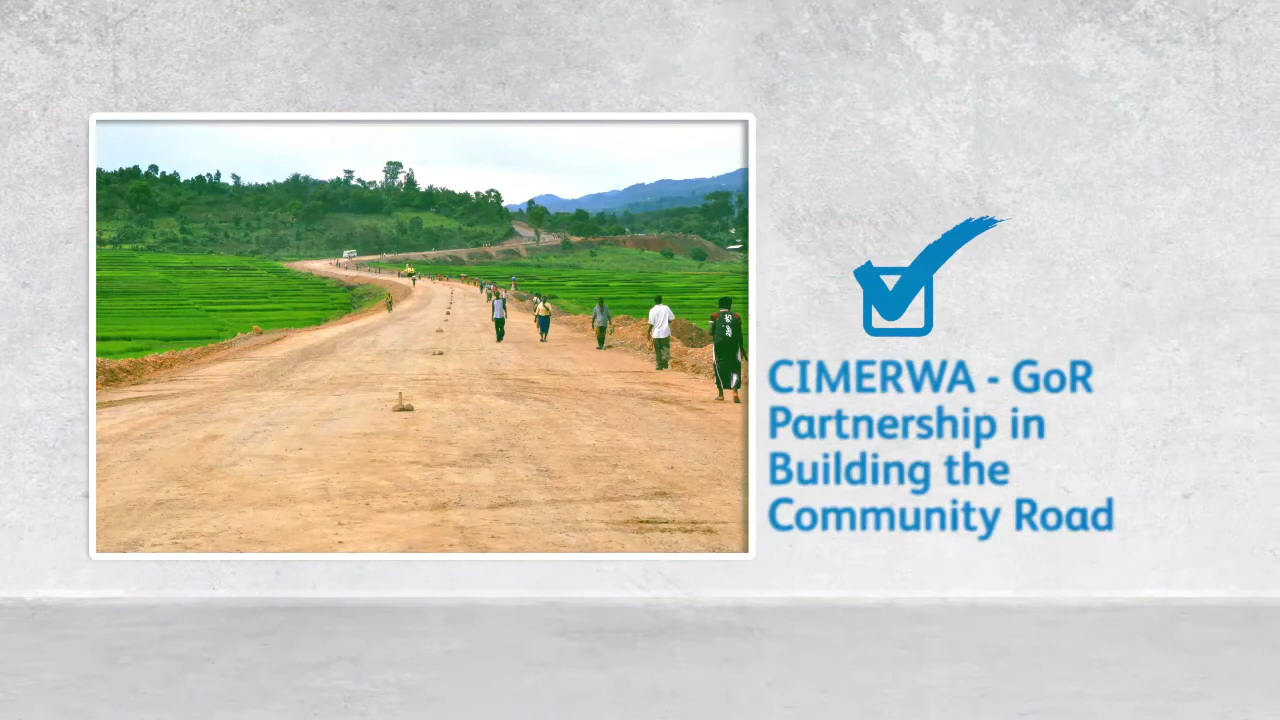 CIMERWA - GoR
Partnership in
Building the
Community Road